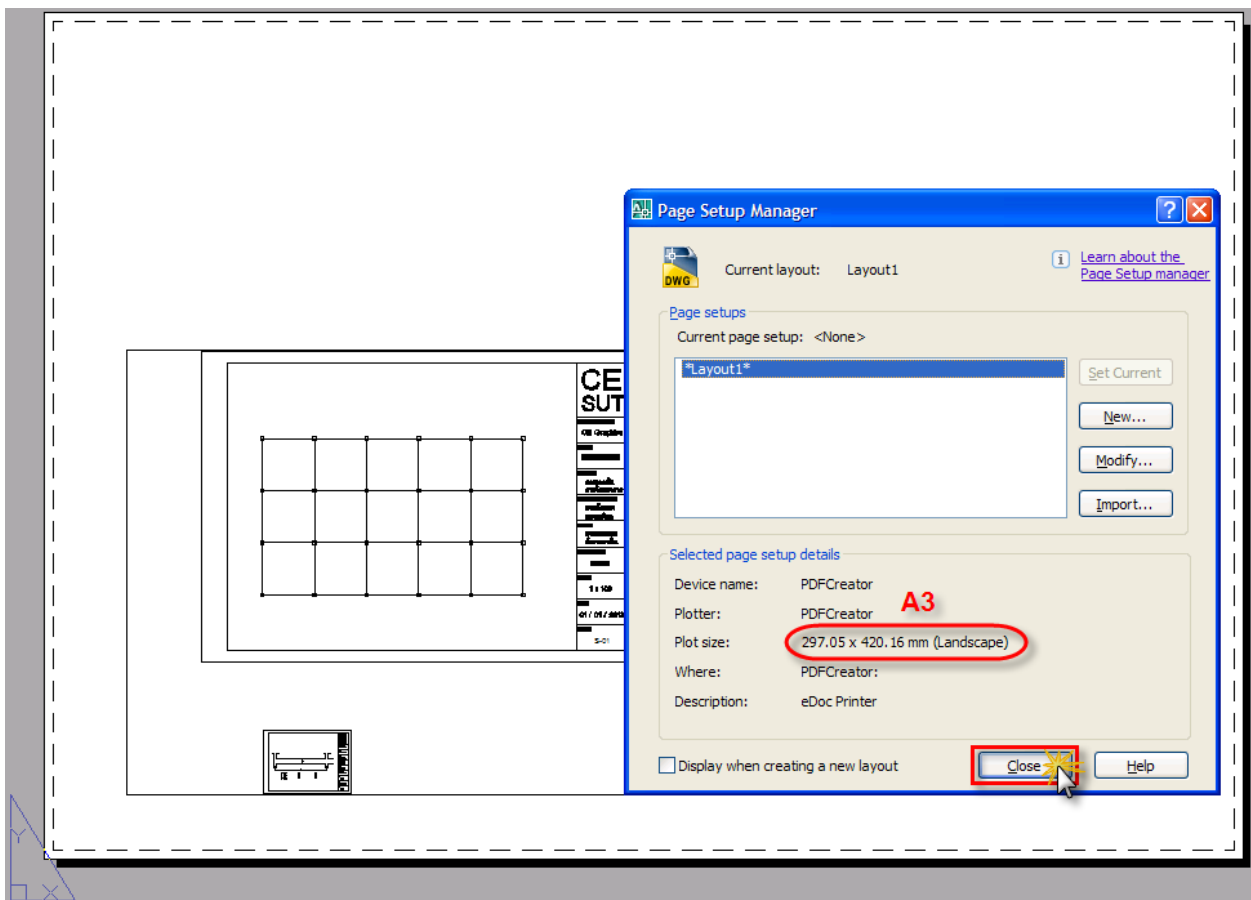 Page Setup Manager
DWG
Current layout: Layout1
Learn about the
Page Setup manager
Page setups
Current page setup: <None>
*Layout1*
Set Current
New...
Modify...
Import...
Selected page setup details
Device name: PDFCreator
A3
Plotter: PDFCreator
Plot size: 297.05 x 420.16 mm (Landscape)
Where: PDFCreator:
Description: eDoc Printer
Display when creating a new layout
Close
Help
CE
SUT
1 : 100
S-01
Y
X